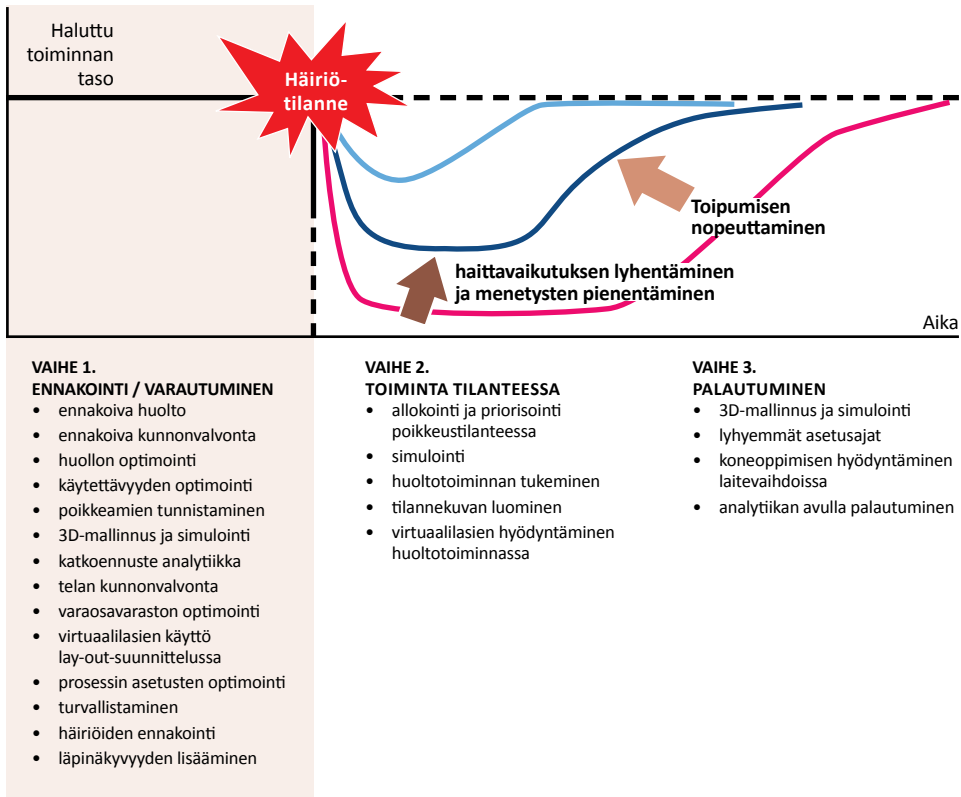 Haluttu
toiminnan
taso
Häiriö-
tilanne
Toipumisen
nopeuttaminen
haittavaikutuksen lyhentäminen
ja menetysten pienentäminen
Aika
VAIHE 1.
ENNAKOINTI / VARAUTUMINEN
• ennakoiva huolto
• ennakoiva kunnonvalvonta
• huollon optimointi
• käytettävyyden optimointi
• poikkeamien tunnistaminen
• 3D-mallinnus ja simulointi
• katkoennuste analytiikka
• telan kunnonvalvonta
• varaosavaraston optimointi
• virtuaalilasien käyttö
lay-out-suunnittelussa
• prosessin asetusten optimointi
• turvallistaminen
• häiriöiden ennakointi
• läpinäkyvyyden lisääminen
VAIHE 2.
TOIMINTA TILANTEESSA
• allokointi ja priorisointi
poikkeustilanteessa
• simulointi
• huoltotoiminnan tukeminen
• tilannekuvan luominen
• virtuaalilasien hyödyntäminen
huoltotoiminnassa
VAIHE 3.
PALAUTUMINEN
• 3D-mallinnus ja simulointi
• lyhyemmät asetusajat
• koneoppimisen hyödyntäminen
laitevaihdoissa
• analytiikan avulla palautuminen